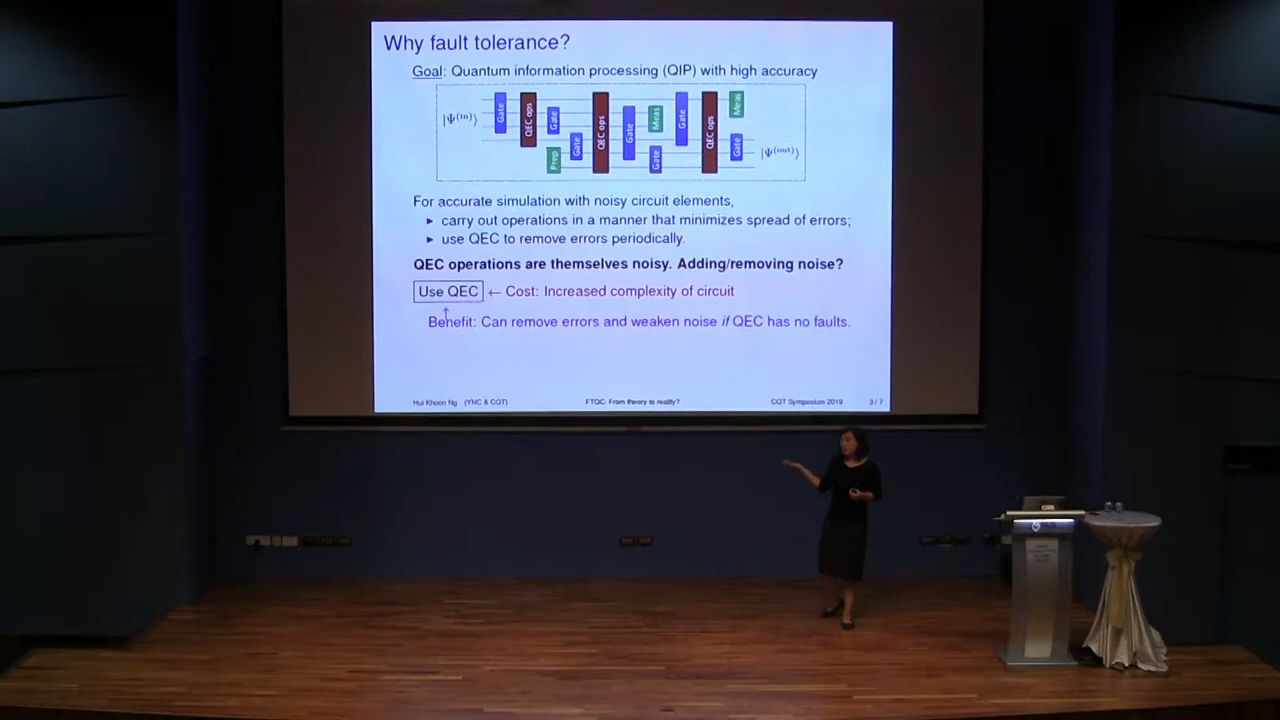 Why fault tolerance?
Goal: Quantum information processing (QIP) with high accuracy
|Ψ⁽ⁱⁿ⁾⟩ Gate QEC ops Gate Prep Gate QEC ops Gate Meas Gate Gate QEC ops Meas Gate |Ψ⁽ᵒᵘᵗ⁾⟩
For accurate simulation with noisy circuit elements,
▸ carry out operations in a manner that minimizes spread of errors;
▸ use QEC to remove errors periodically.
QEC operations are themselves noisy. Adding/removing noise?
Use QEC ← Cost: Increased complexity of circuit
↑
Benefit: Can remove errors and weaken noise if QEC has no faults.
Hui Khoon Ng (YNC & CQT) FTQC: From theory to reality? CQT Symposium 2019 3 / 7